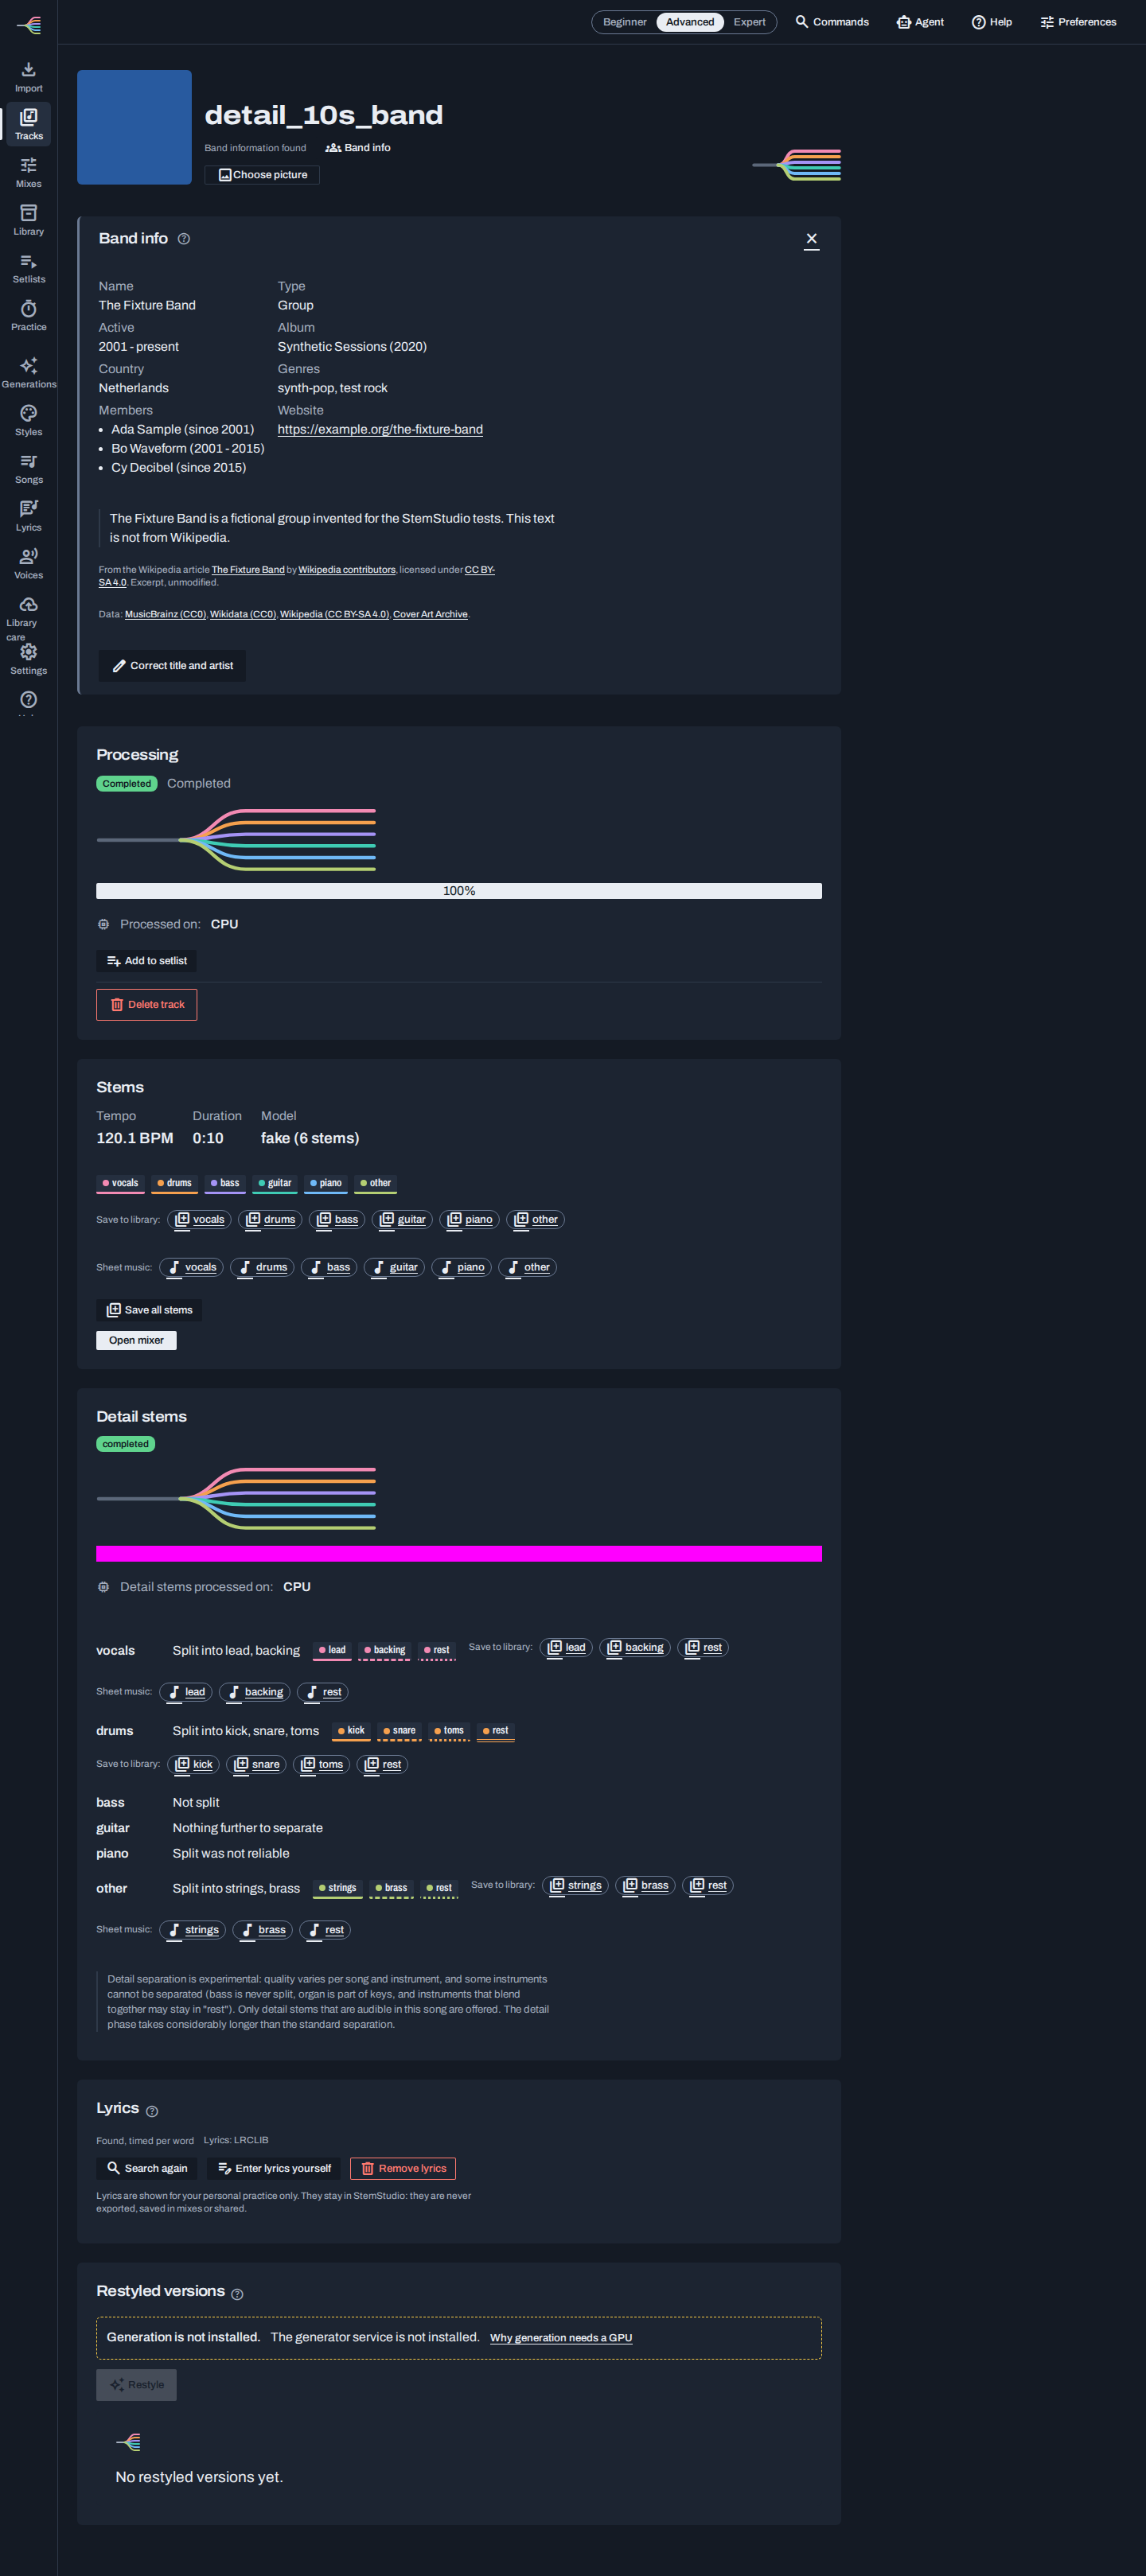 Beginner Advanced Expert Commands Agent Help Preferences
Import
Tracks
Mixes
Library
Setlists
Practice
Generations
Styles
Songs
Lyrics
Voices
Library
care
Settings
detail_10s_band
Band information found Band info
Choose picture
Band info
Name Type
The Fixture Band Group
Active Album
2001 - present Synthetic Sessions (2020)
Country Genres
Netherlands synth-pop, test rock
Members Website
Ada Sample (since 2001) https://example.org/the-fixture-band
Bo Waveform (2001 - 2015)
Cy Decibel (since 2015)
The Fixture Band is a fictional group invented for the StemStudio tests. This text
is not from Wikipedia.
From the Wikipedia article The Fixture Band by Wikipedia contributors, licensed under CC BY-
SA 4.0. Excerpt, unmodified.
Data: MusicBrainz (CC0), Wikidata (CC0), Wikipedia (CC BY-SA 4.0), Cover Art Archive.
Correct title and artist
Processing
Completed Completed
100%
Processed on: CPU
Add to setlist
Delete track
Stems
Tempo Duration Model
120.1 BPM 0:10 fake (6 stems)
vocals drums bass guitar piano other
Save to library: vocals drums bass guitar piano other
Sheet music: vocals drums bass guitar piano other
Save all stems
Open mixer
Detail stems
completed
Detail stems processed on: CPU
vocals Split into lead, backing lead backing rest Save to library: lead backing rest
Sheet music: lead backing rest
drums Split into kick, snare, toms kick snare toms rest
Save to library: kick snare toms rest
bass Not split
guitar Nothing further to separate
piano Split was not reliable
other Split into strings, brass strings brass rest Save to library: strings brass rest
Sheet music: strings brass rest
Detail separation is experimental: quality varies per song and instrument, and some instruments
cannot be separated (bass is never split, organ is part of keys, and instruments that blend
together may stay in "rest"). Only detail stems that are audible in this song are offered. The detail
phase takes considerably longer than the standard separation.
Lyrics
Found, timed per word Lyrics: LRCLIB
Search again Enter lyrics yourself Remove lyrics
Lyrics are shown for your personal practice only. They stay in StemStudio: they are never
exported, saved in mixes or shared.
Restyled versions
Generation is not installed. The generator service is not installed. Why generation needs a GPU
Restyle
No restyled versions yet.